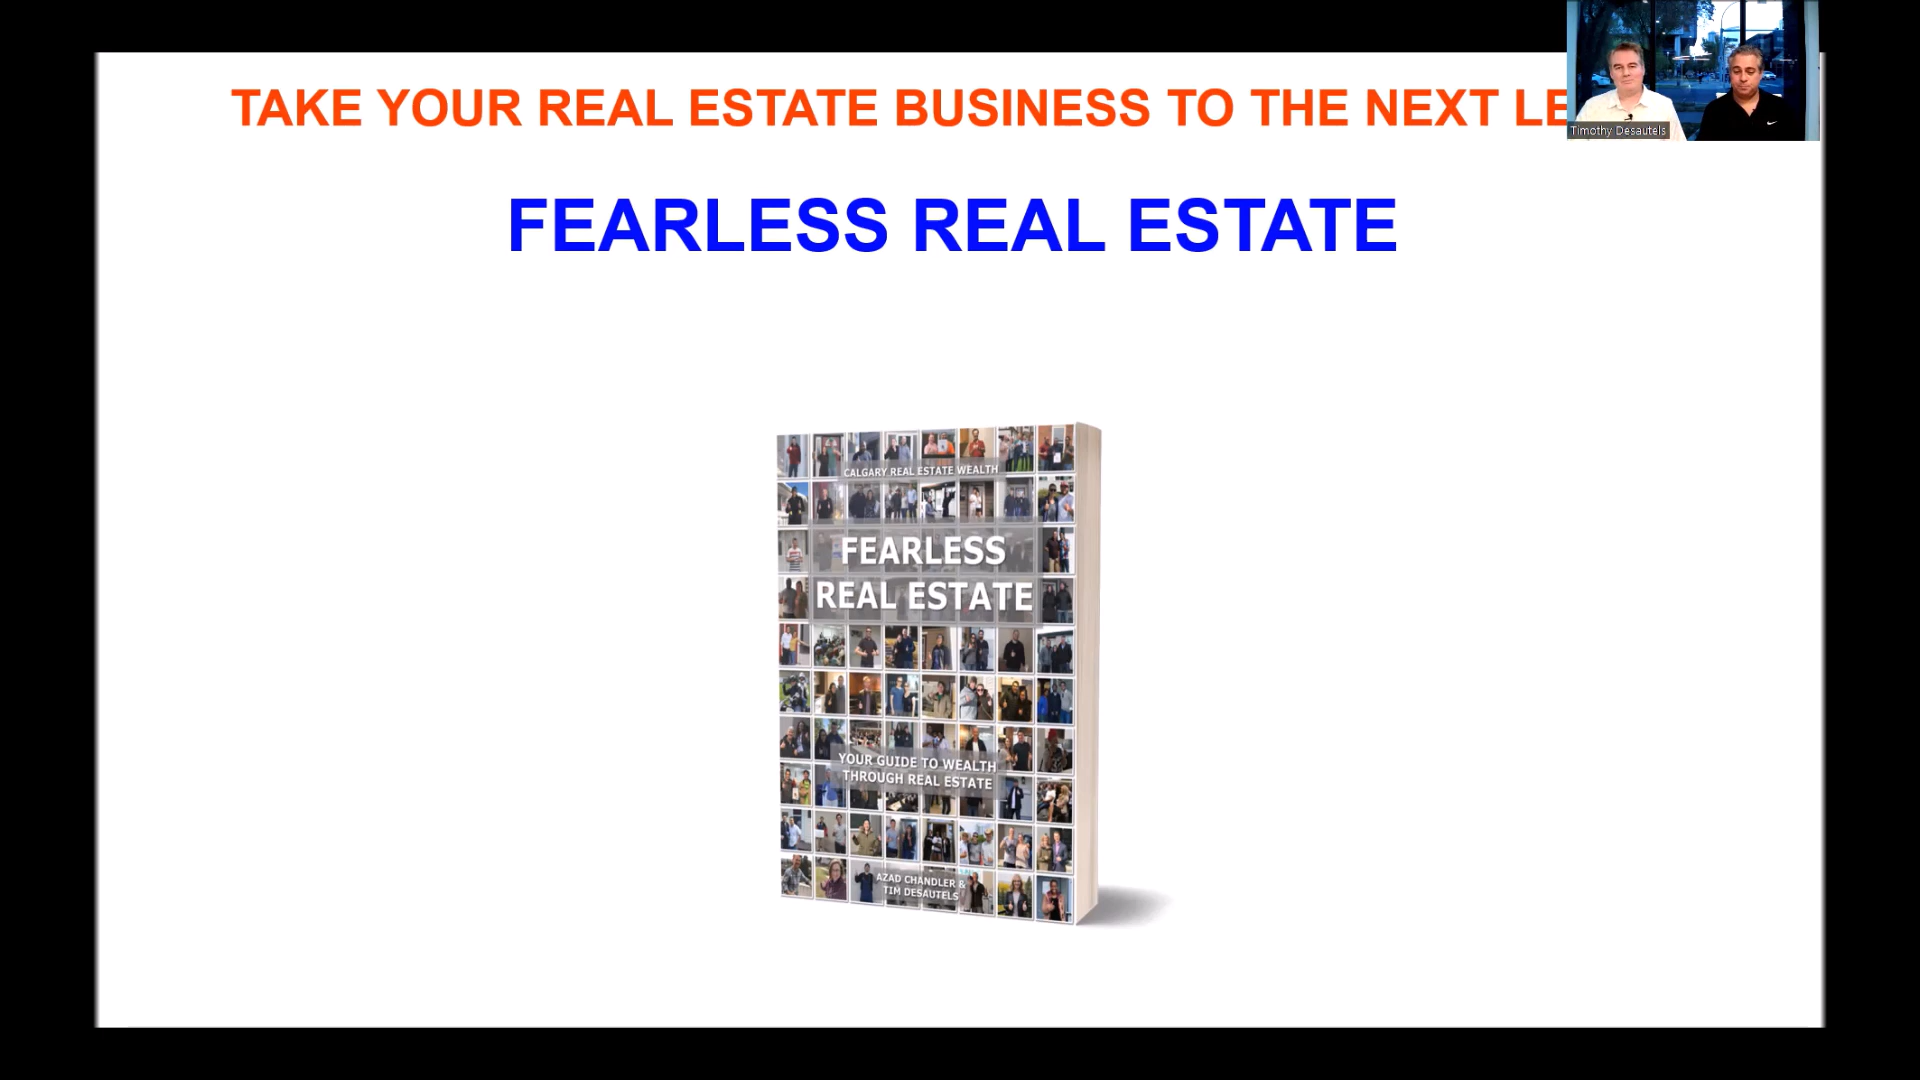 TAKE YOUR REAL ESTATE BUSINESS TO THE NEXT LE
Timothy Desautels
FEARLESS REAL ESTATE
CALGARY REAL ESTATE WEALTH
FEARLESS
REAL ESTATE
YOUR GUIDE TO WEALTH
THROUGH REAL ESTATE
AZAD CHANDLER &
TIM DESAUTELS